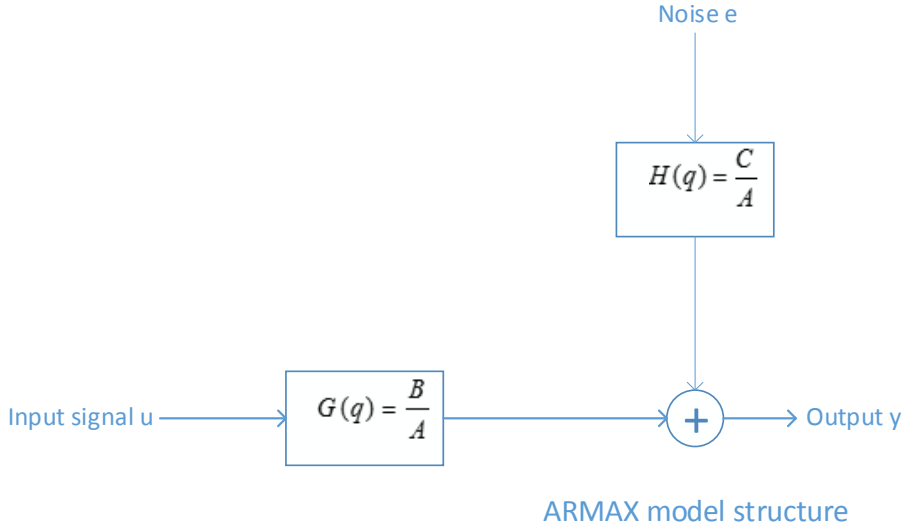 Noise e
H(q) = C/A
Input signal u
G(q) = B/A
+
Output y
ARMAX model structure